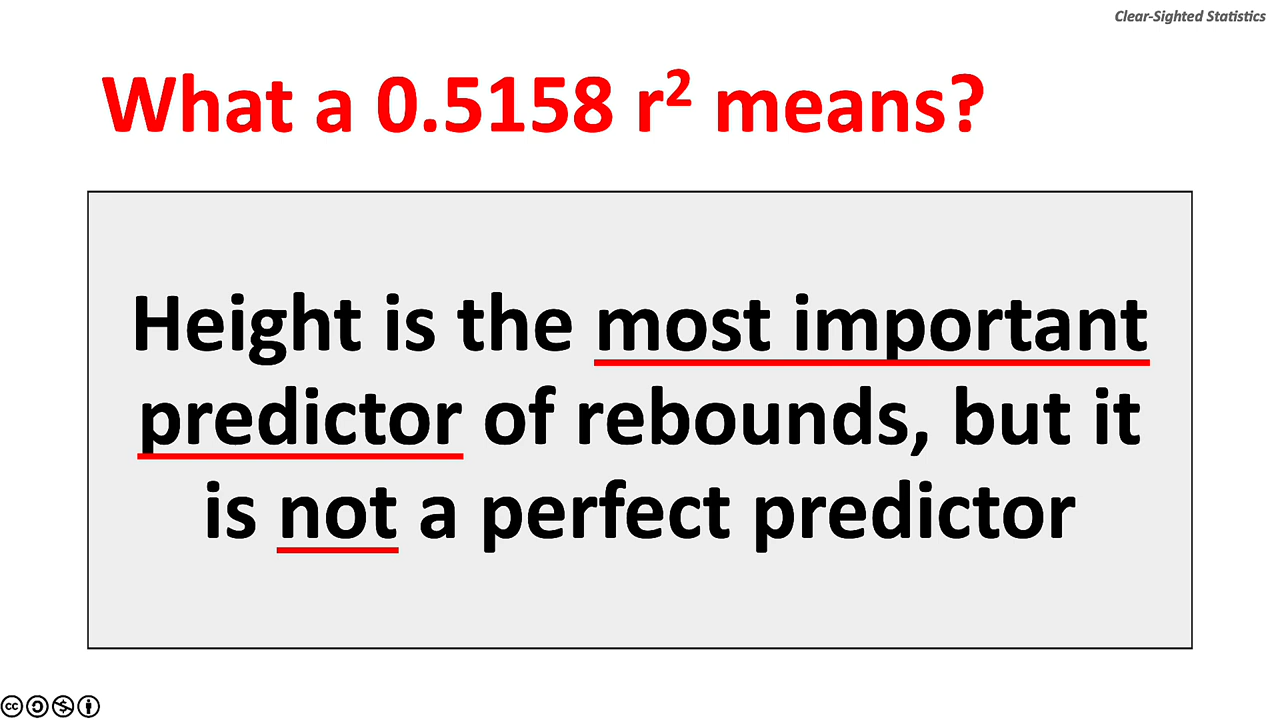 Clear-Sighted Statistics
What a 0.5158 r² means?
Height is the most important
predictor of rebounds, but it
is not a perfect predictor
cc